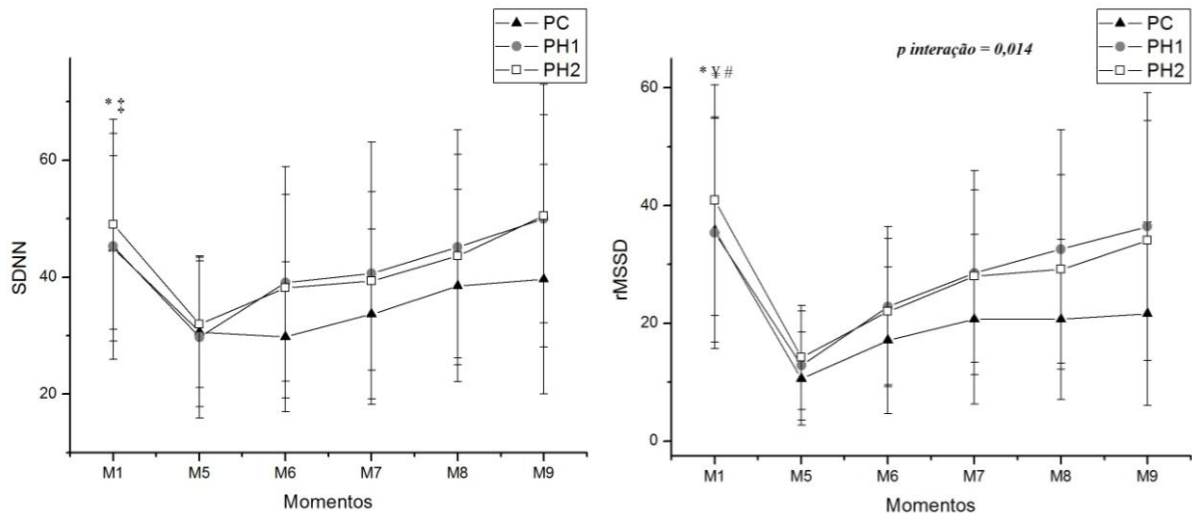 PC
PH1
PH2
* ‡
SDNN
60
40
20
M1 M5 M6 M7 M8 M9
Momentos
PC
PH1
PH2
p interação = 0,014
* ¥ #
rMSSD
60
40
20
0
M1 M5 M6 M7 M8 M9
Momentos